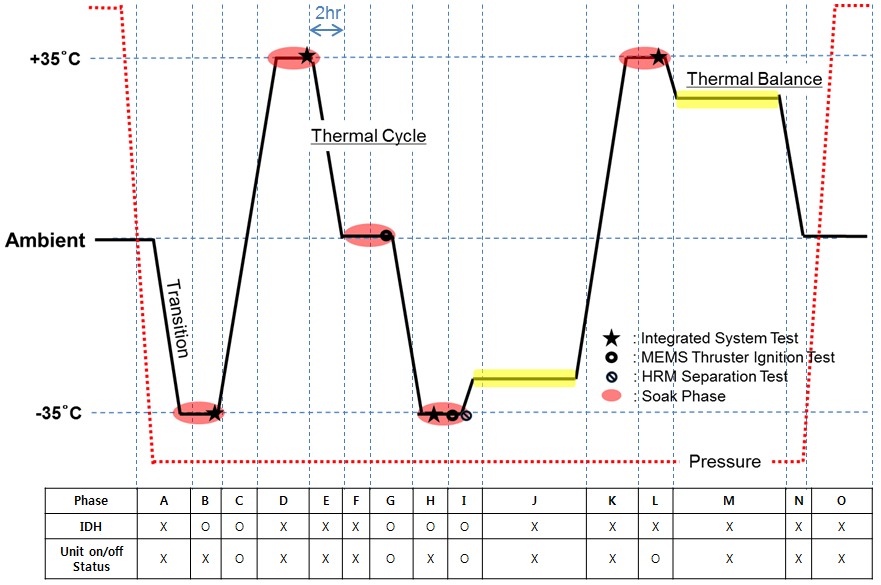 2hr
+35˚C
Thermal Balance
Thermal Cycle
Ambient
Transition
: Integrated System Test
: MEMS Thruster Ignition Test
: HRM Separation Test
: Soak Phase
-35˚C
Pressure
Phase A B C D E F G H I J K L M N O
IDH X O O X X X O O O X X X X X X
Unit on/off Status X X O X X X O X O X X O X X X